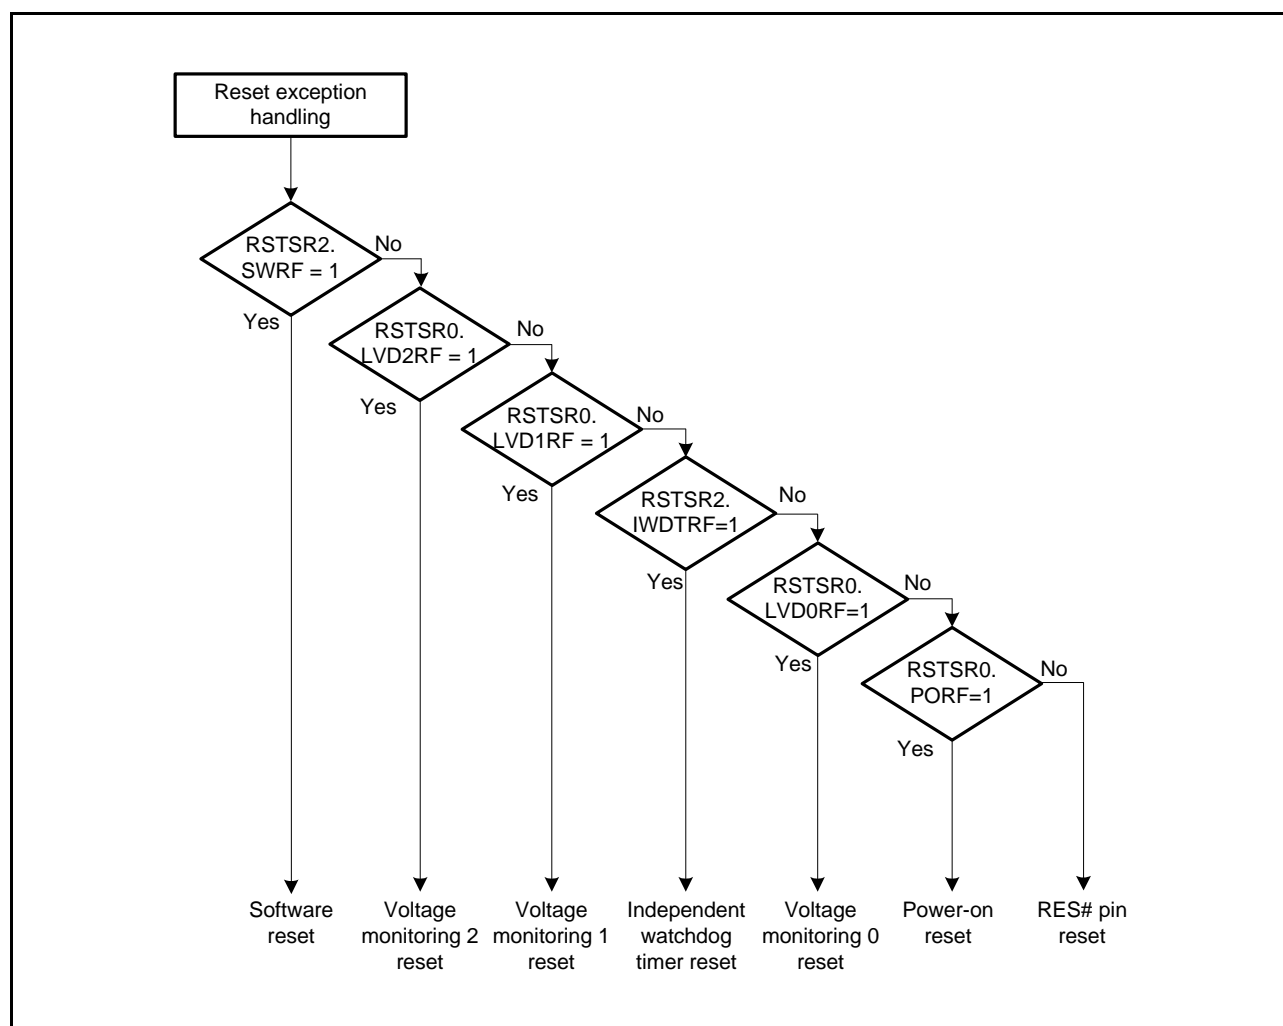 Reset exception
handling
RSTSR2.
SWRF = 1
No
Yes
RSTSR0.
LVD2RF = 1
No
Yes
RSTSR0.
LVD1RF = 1
No
Yes
RSTSR2.
IWDTRF=1
No
Yes
RSTSR0.
LVD0RF=1
No
Yes
RSTSR0.
PORF=1
No
Yes
Software
reset
Voltage
monitoring 2
reset
Voltage
monitoring 1
reset
Independent
watchdog
timer reset
Voltage
monitoring 0
reset
Power-on
reset
RES# pin
reset